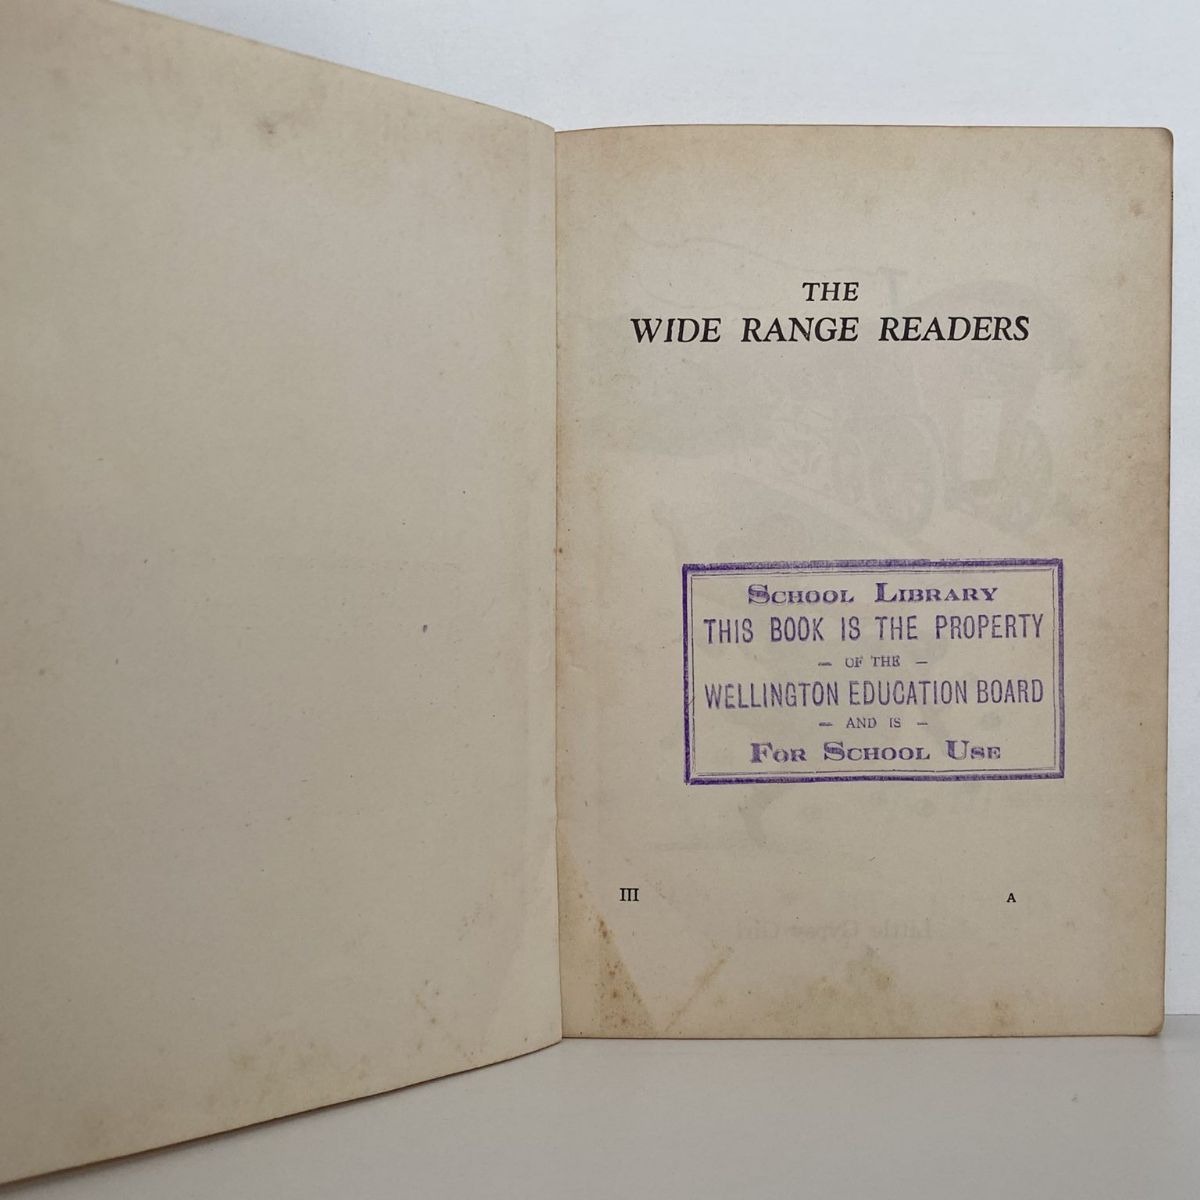 THE
WIDE RANGE READERS
SCHOOL LIBRARY
THIS BOOK IS THE PROPERTY
– OF THE –
WELLINGTON EDUCATION BOARD
– AND IS –
FOR SCHOOL USE
III A